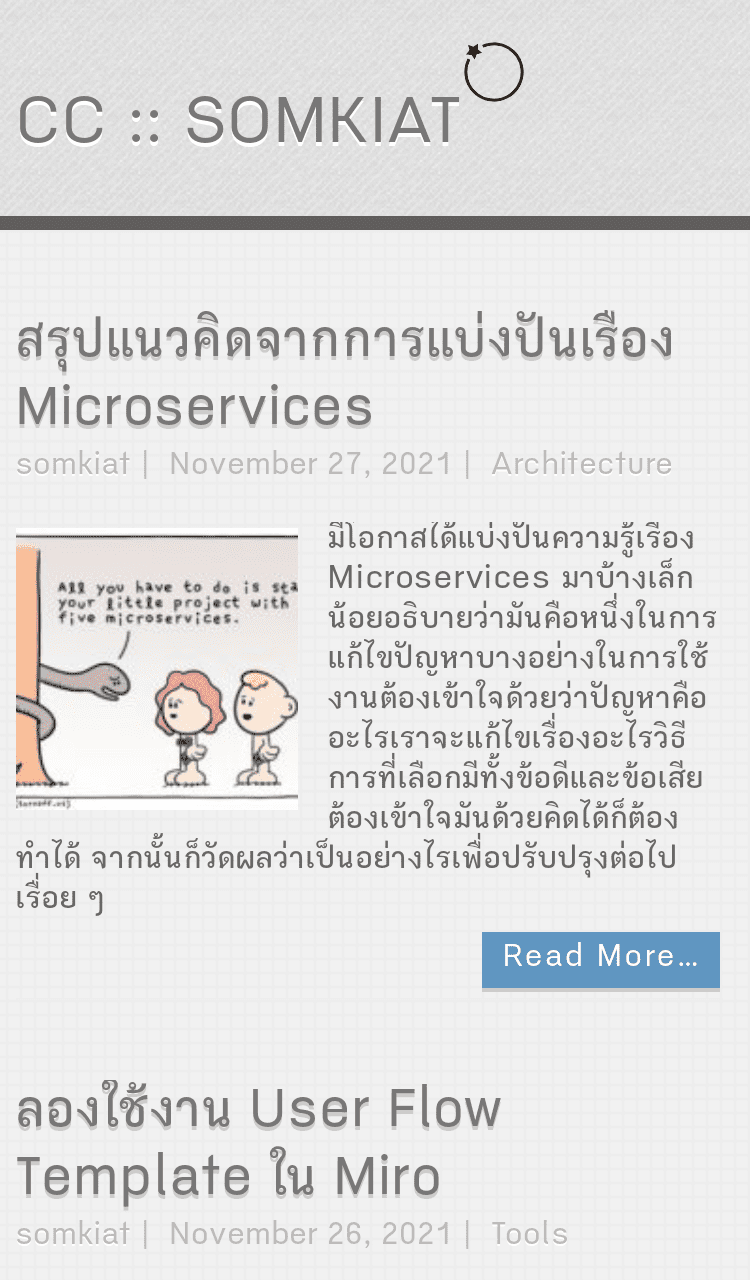 CC :: SOMKIAT
สรุปแนวคิดจากการแบ่งปันเรื่อง
Microservices
somkiat | November 27, 2021 | Architecture
All you have to do is sta
your little project with
five microservices.
มีโอกาสได้แบ่งปันความรู้เรื่อง
Microservices มาบ้างเล็ก
น้อยอธิบายว่ามันคือหนึ่งในการ
แก้ไขปัญหาบางอย่างในการใช้
งานต้องเข้าใจด้วยว่าปัญหาคือ
อะไรเราจะแก้ไขเรื่องอะไรวิธี
การที่เลือกมีทั้งข้อดีและข้อเสีย
ต้องเข้าใจมันด้วยคิดได้ก็ต้อง
ทำได้ จากนั้นก็วัดผลว่าเป็นอย่างไรเพื่อปรับปรุงต่อไป
เรื่อย ๆ
Read More…
ลองใช้งาน User Flow
Template ใน Miro
somkiat | November 26, 2021 | Tools